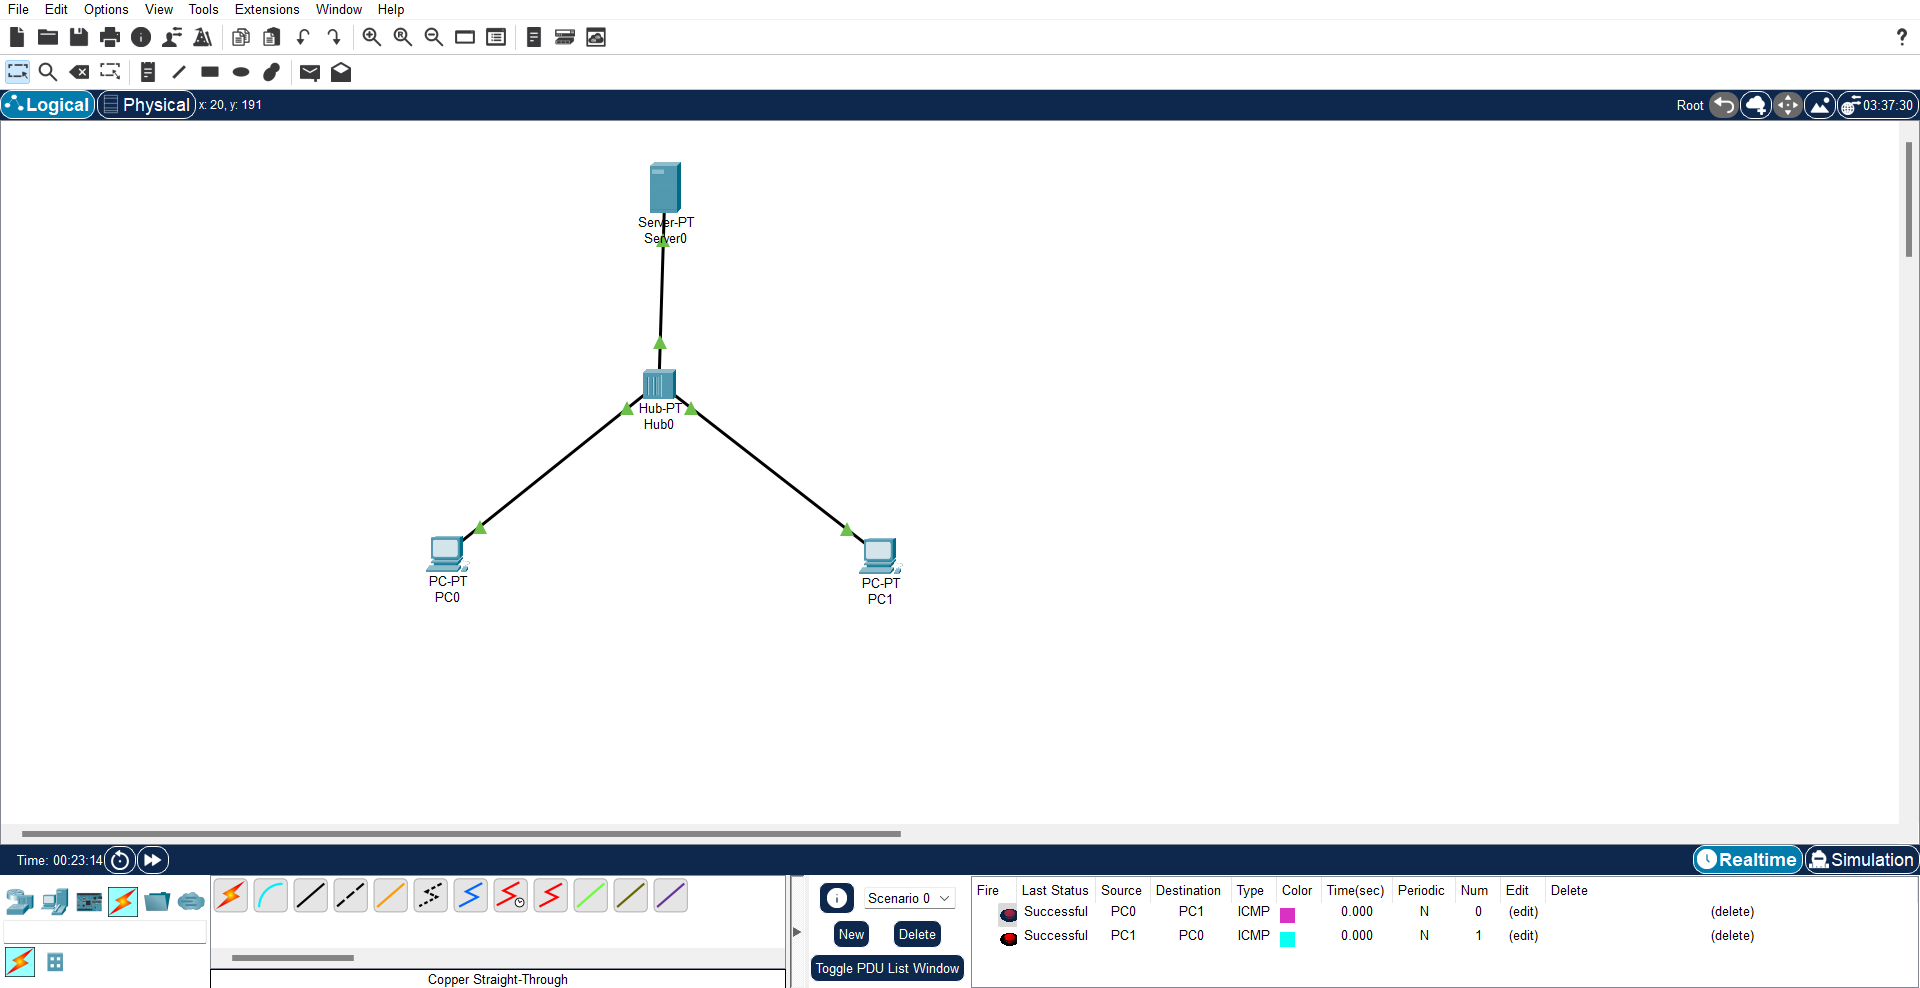 File Edit Options View Tools Extensions Window Help
Logical Physical x: 20, y: 191 Root 03:37:30
Server-PT
Server0
Hub-PT
Hub0
PC-PT
PC0
PC-PT
PC1
Time: 00:23:14 Realtime Simulation
Scenario 0
New Delete
Toggle PDU List Window
Copper Straight-Through
Fire Last Status Source Destination Type Color Time(sec) Periodic Num Edit Delete
Successful PC0 PC1 ICMP 0.000 N 0 (edit) (delete)
Successful PC1 PC0 ICMP 0.000 N 1 (edit) (delete)